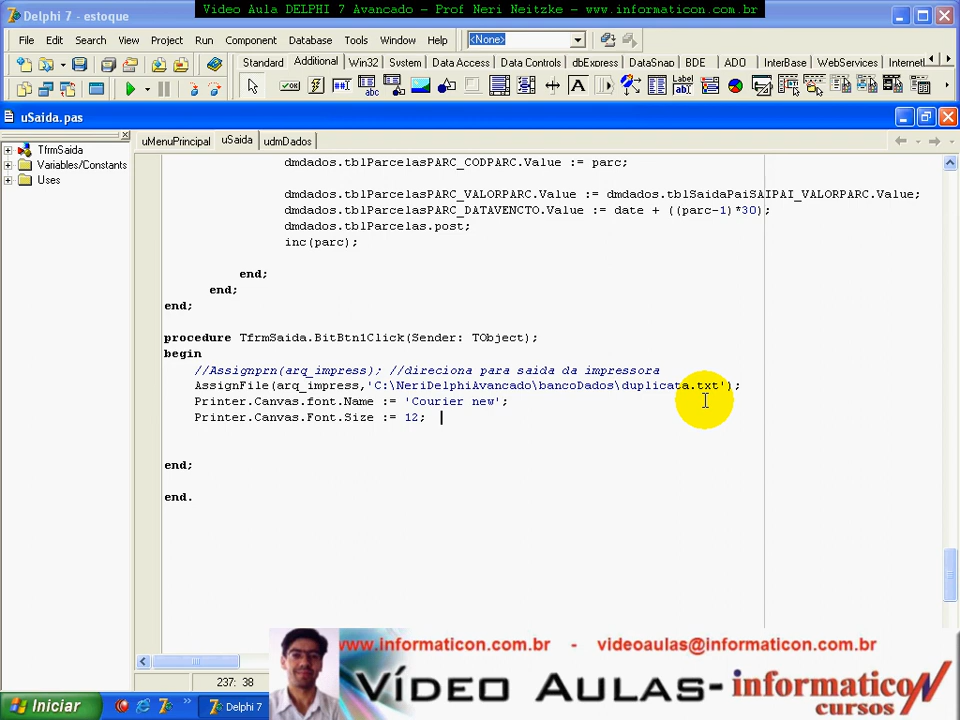 Video Aula DELPHI 7 Avancado - Prof Neri Neitzke - www.informaticon.com.br
Delphi 7 - estoque
File Edit Search View Project Run Component Database Tools Window Help <None>
Standard Additional Win32 System Data Access Data Controls dbExpress DataSnap BDE ADO InterBase WebServices Internet
uSaida.pas
TfrmSaida
Variables/Constants
Uses
uMenuPrincipal uSaida udmDados
dmdados.tblParcelasPARC_CODPARC.Value := parc;
dmdados.tblParcelasPARC_VALORPARC.Value := dmdados.tblSaidaPaiSAIPAI_VALORPARC.Value;
dmdados.tblParcelasPARC_DATAVENCTO.Value := date + ((parc-1)*30);
dmdados.tblParcelas.post;
inc(parc);
end;
end;
end;
procedure TfrmSaida.BitBtn1Click(Sender: TObject);
begin
//Assignprn(arq_impress); //direciona para saida da impressora
AssignFile(arq_impress,'C:\NeriDelphiAvancado\bancoDados\duplicata.txt');
Printer.Canvas.font.Name := 'Courier new';
Printer.Canvas.Font.Size := 12;
end;
end.
237: 38
www.informaticon.com.br - videoaulas@informaticon.com.br
VÍDEO AULAS- informaticon
cursos
Iniciar
Delphi 7